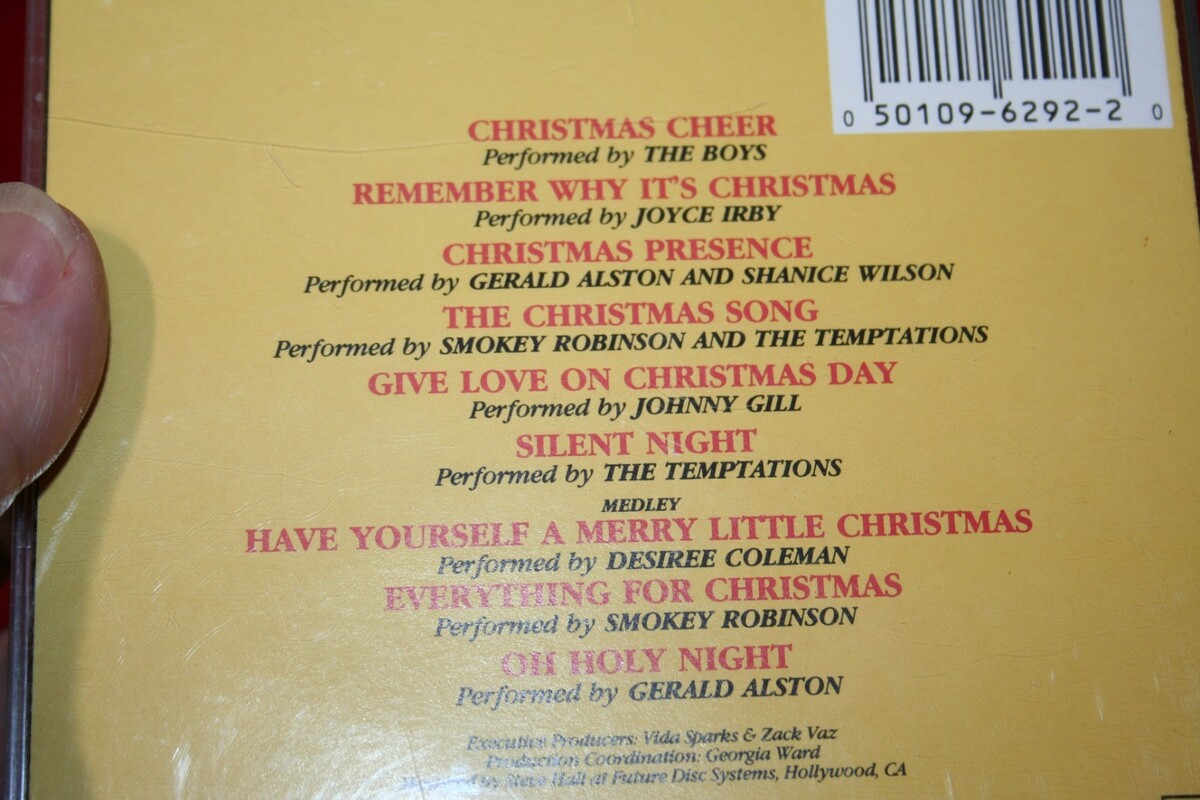 0 50109-6292-2 0
CHRISTMAS CHEER
Performed by THE BOYS
REMEMBER WHY IT'S CHRISTMAS
Performed by JOYCE IRBY
CHRISTMAS PRESENCE
Performed by GERALD ALSTON AND SHANICE WILSON
THE CHRISTMAS SONG
Performed by SMOKEY ROBINSON AND THE TEMPTATIONS
GIVE LOVE ON CHRISTMAS DAY
Performed by JOHNNY GILL
SILENT NIGHT
Performed by THE TEMPTATIONS
MEDLEY
HAVE YOURSELF A MERRY LITTLE CHRISTMAS
Performed by DESIREE COLEMAN
EVERYTHING FOR CHRISTMAS
Performed by SMOKEY ROBINSON
OH HOLY NIGHT
Performed by GERALD ALSTON
Executive Producers: Vida Sparks & Zack Vaz
Production Coordination: Georgia Ward
by Steve Hall at Future Disc Systems, Hollywood, CA